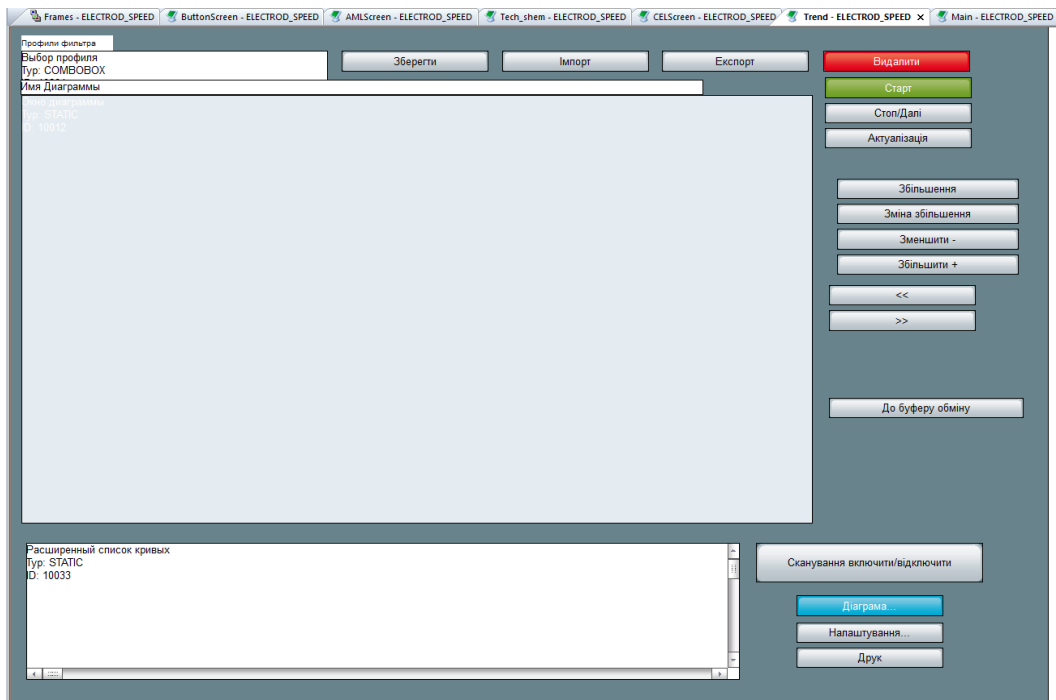 Frames - ELECTROD_SPEED
ButtonScreen - ELECTROD_SPEED
AMLScreen - ELECTROD_SPEED
Tech_shem - ELECTROD_SPEED
CELScreen - ELECTROD_SPEED
Trend - ELECTROD_SPEED
Main - ELECTROD_SPEED
Профили фильтра
Выбор профиля
Typ: COMBOBOX
Зберегти
Імпорт
Експорт
Видалити
Имя Диаграммы
Старт
Окно диаграммы
Typ: STATIC
ID: 10012
Стоп/Далі
Актуалізація
Збільшення
Зміна збільшення
Зменшити -
Збільшити +
<<
>>
До буферу обміну
Расширенный список кривых
Typ: STATIC
ID: 10033
Сканування включити/відключити
Діаграма...
Налаштування...
Друк